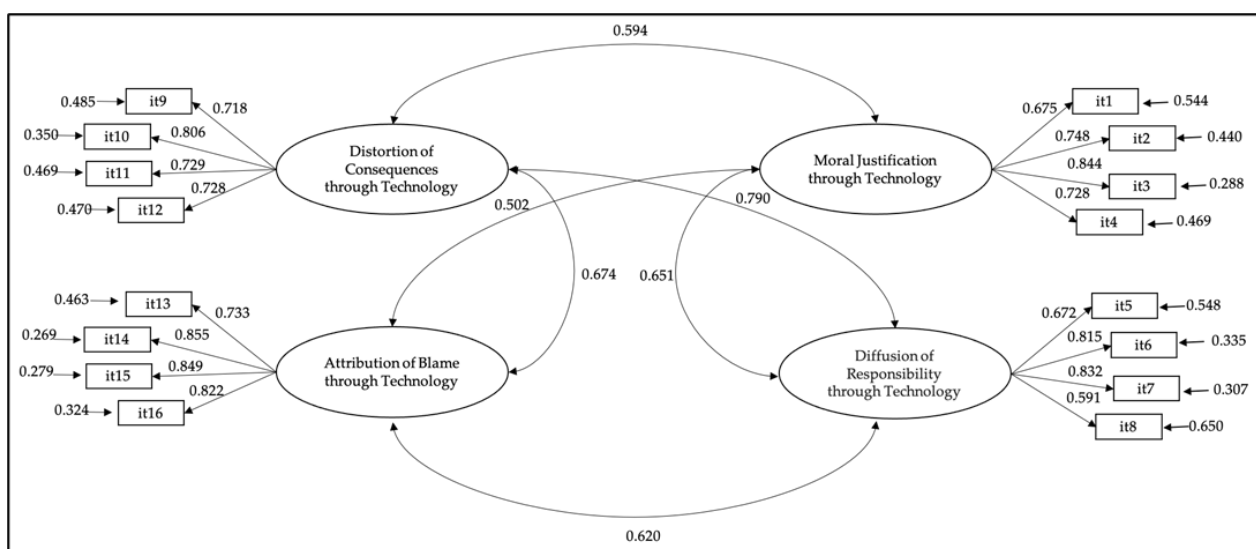 0.594
0.485
it9
0.718
0.350
it10
0.806
0.469
it11
0.729
0.470
it12
0.728
Distortion of
Consequences
through Technology
Moral Justification
through Technology
0.675
it1
0.544
0.748
it2
0.440
0.844
it3
0.288
0.728
it4
0.469
0.502
0.790
0.674
0.651
0.463
it13
0.733
0.269
it14
0.855
0.279
it15
0.849
0.324
it16
0.822
Attribution of Blame
through Technology
Diffusion of
Responsibility
through Technology
0.672
it5
0.548
0.815
it6
0.335
0.832
it7
0.307
0.591
it8
0.650
0.620